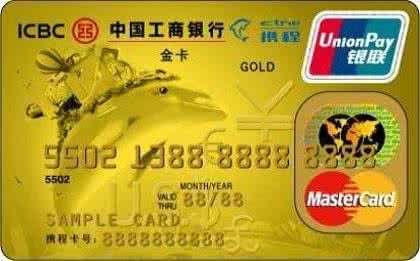 ICBC 中国工商银行 Ctrip 携程
金卡
GOLD
UnionPay
银联
5502 1388 8888 8888
5502
MONTH/YEAR
VALID THRU 88/88
SAMPLE CARD
携程卡号: 8888888888
MasterCard